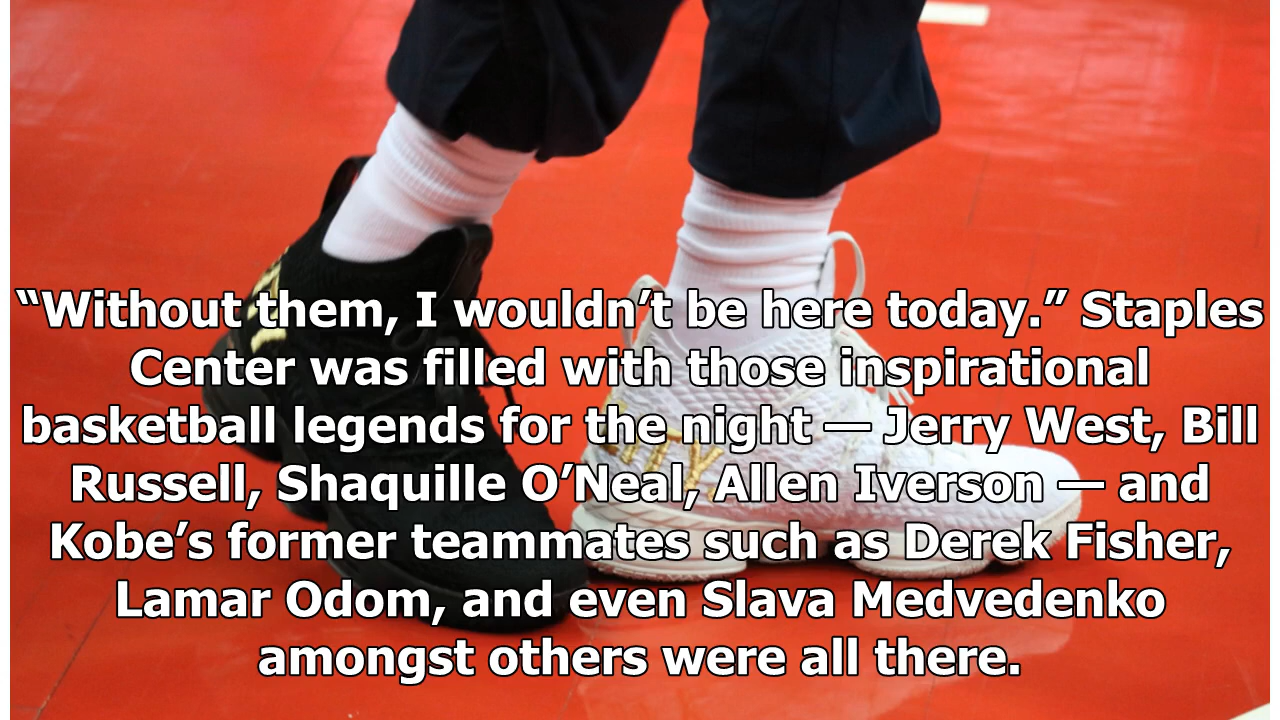 “Without them, I wouldn’t be here today.” Staples
Center was filled with those inspirational
basketball legends for the night — Jerry West, Bill
Russell, Shaquille O’Neal, Allen Iverson — and
Kobe’s former teammates such as Derek Fisher,
Lamar Odom, and even Slava Medvedenko
amongst others were all there.